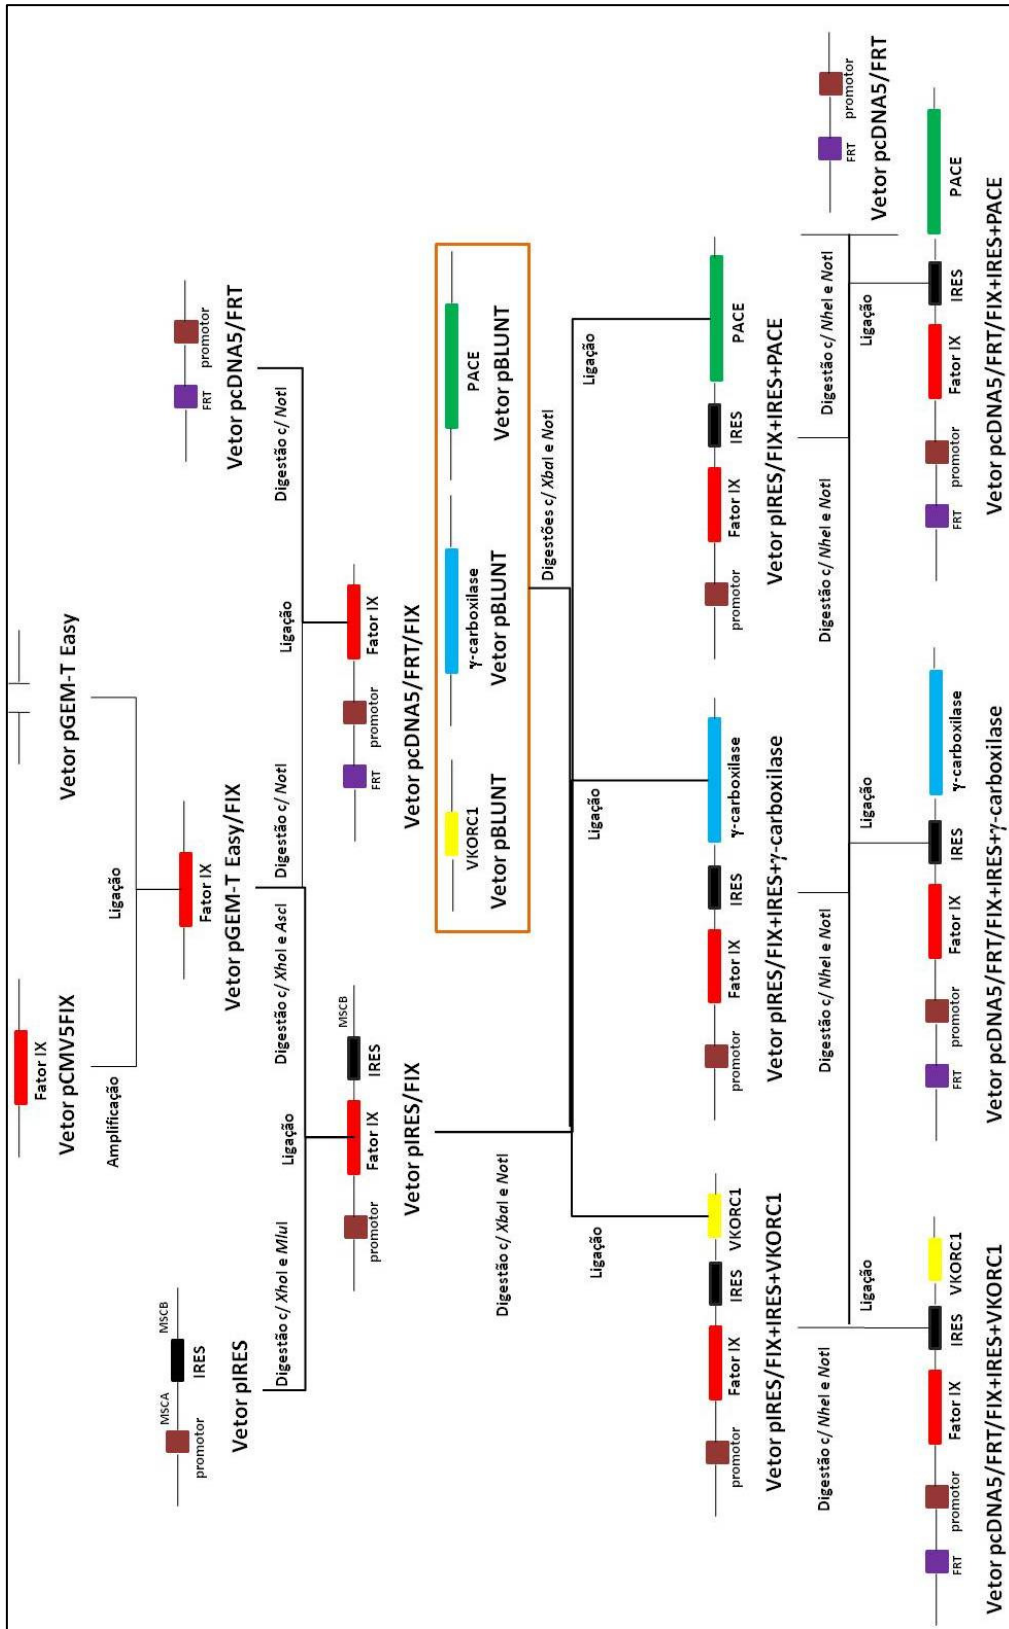 Fator IX
Vetor pCMV5FIX
Vetor pGEM-T Easy
Amplificação
Ligação
MSCA
MSCB
promotor
IRES
Vetor pIRES
Fator IX
Vetor pGEM-T Easy/FIX
FRT
promotor
Vetor pcDNA5/FRT
Digestão c/ XhoI e MluI
Digestão c/ XhoI e AscI
Digestão c/ NotI
Digestão c/ NotI
Ligação
Ligação
MSCB
promotor
Fator IX
IRES
Vetor pIRES/FIX
FRT
promotor
Fator IX
Vetor pcDNA5/FRT/FIX
VKORC1
Vetor pBLUNT
γ-carboxilase
Vetor pBLUNT
PACE
Vetor pBLUNT
Digestão c/ XbaI e NotI
Digestões c/ XbaI e NotI
Ligação
Ligação
Ligação
promotor
Fator IX
IRES
VKORC1
Vetor pIRES/FIX+IRES+VKORC1
promotor
Fator IX
IRES
γ-carboxilase
Vetor pIRES/FIX+IRES+γ-carboxilase
promotor
Fator IX
IRES
PACE
Vetor pIRES/FIX+IRES+PACE
FRT
promotor
Vetor pcDNA5/FRT
Digestão c/ NheI e NotI
Digestão c/ NheI e NotI
Digestão c/ NheI e NotI
Digestão c/ NheI e NotI
Ligação
Ligação
Ligação
FRT
promotor
Fator IX
IRES
VKORC1
Vetor pcDNA5/FRT/FIX+IRES+VKORC1
FRT
promotor
Fator IX
IRES
γ-carboxilase
Vetor pcDNA5/FRT/FIX+IRES+γ-carboxilase
FRT
promotor
Fator IX
IRES
PACE
Vetor pcDNA5/FRT/FIX+IRES+PACE